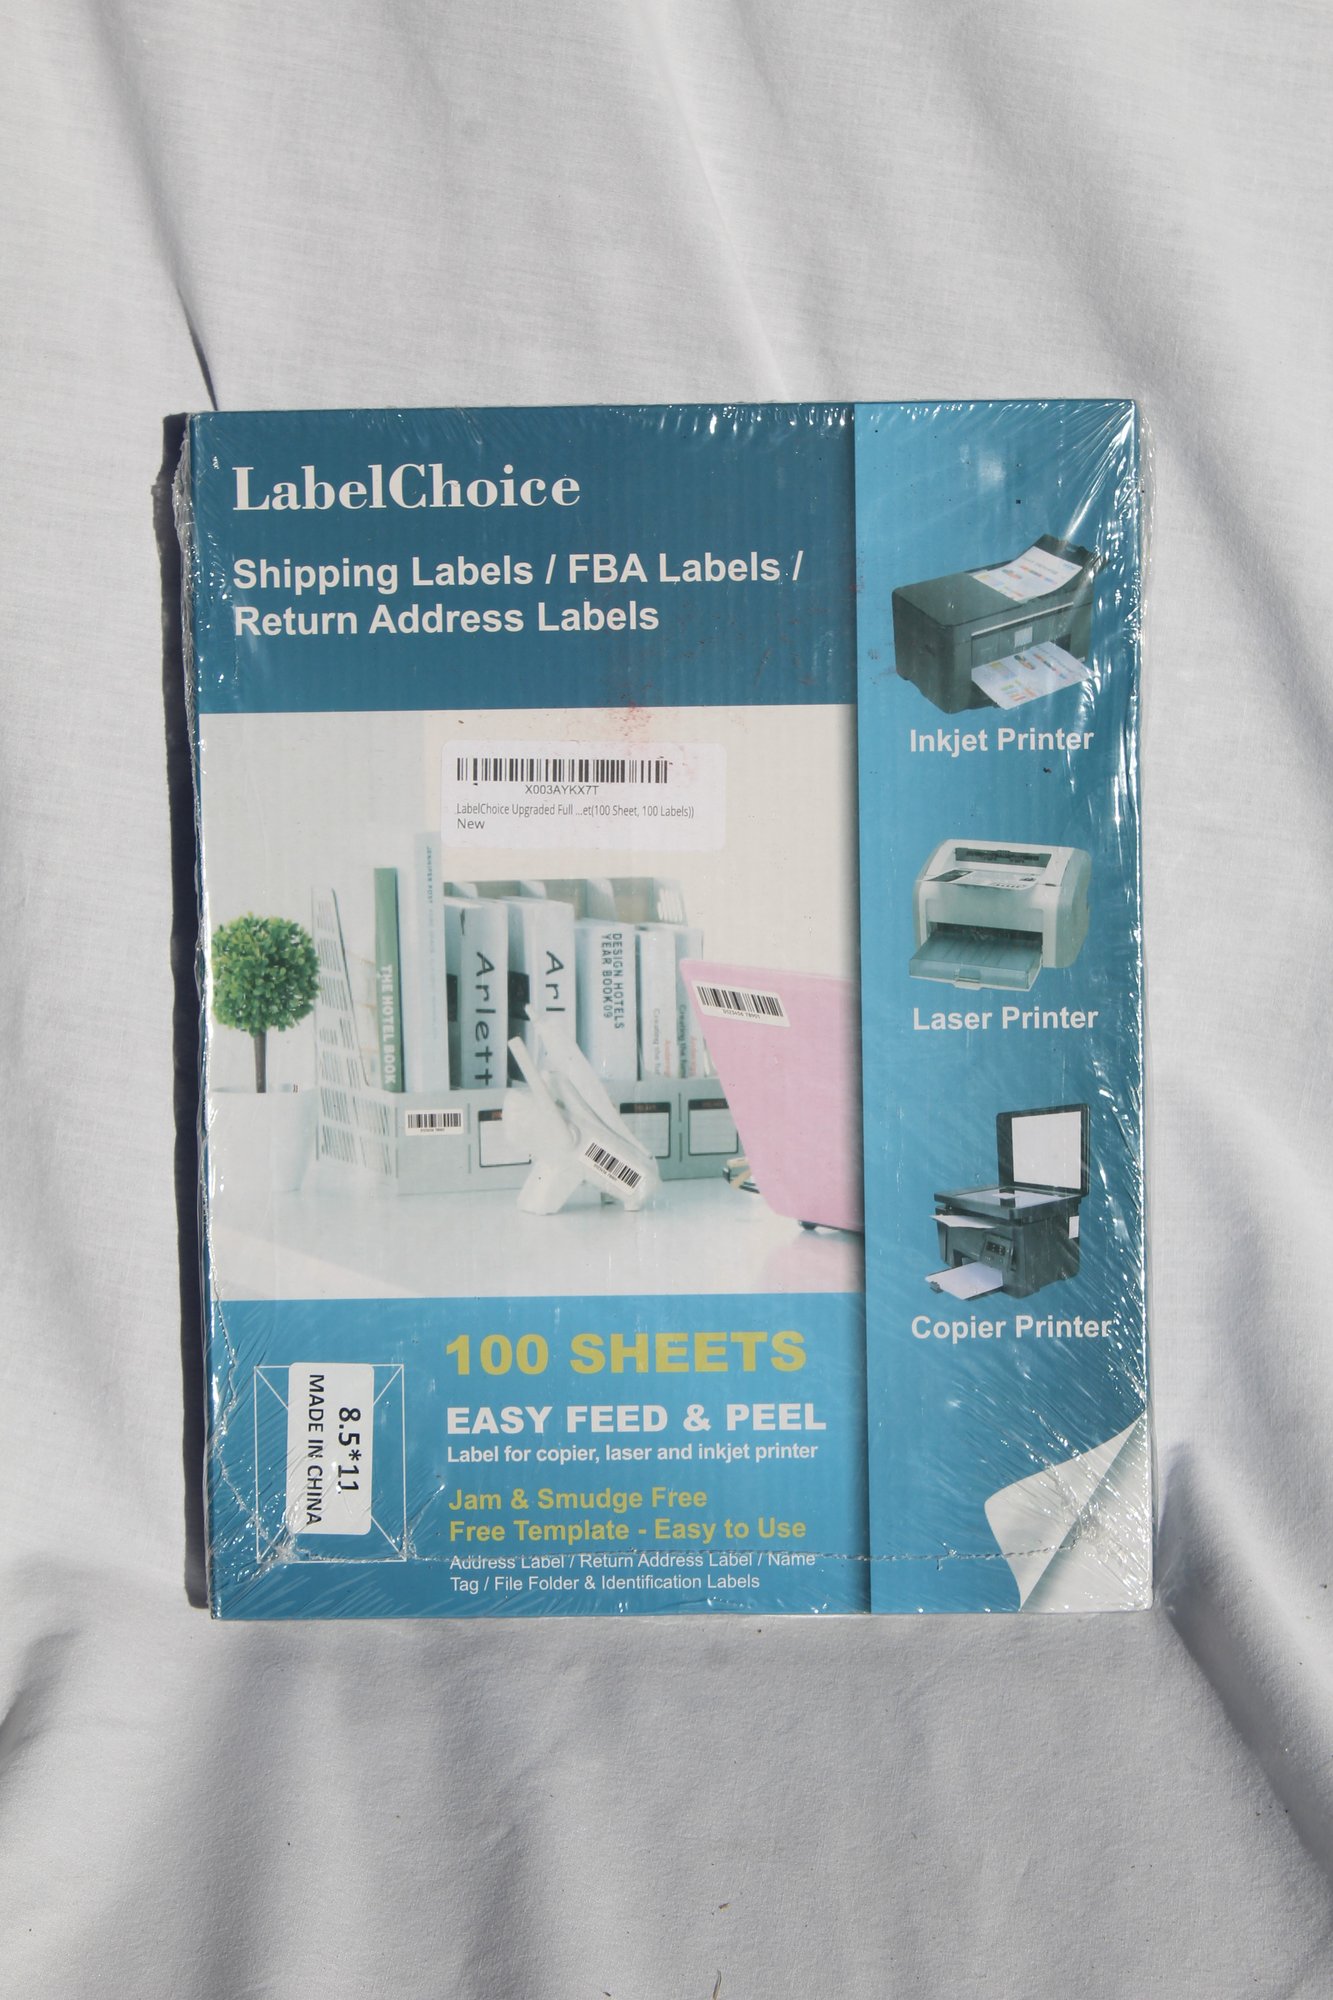 LabelChoice
Shipping Labels / FBA Labels /
Return Address Labels
Inkjet Printer
X003AYKX7T
LabelChoice Upgraded Full ...et(100 Sheet, 100 Labels))
New
THE HOTEL BOOK
Arlett
Arl
DESIGN HOTELS
YEAR BOOK09
Laser Printer
Copier Printer
100 SHEETS
EASY FEED & PEEL
Label for copier, laser and inkjet printer
Jam & Smudge Free
Free Template - Easy to Use
Address Label / Return Address Label / Name
Tag / File Folder & Identification Labels
8.5*11
MADE IN CHINA